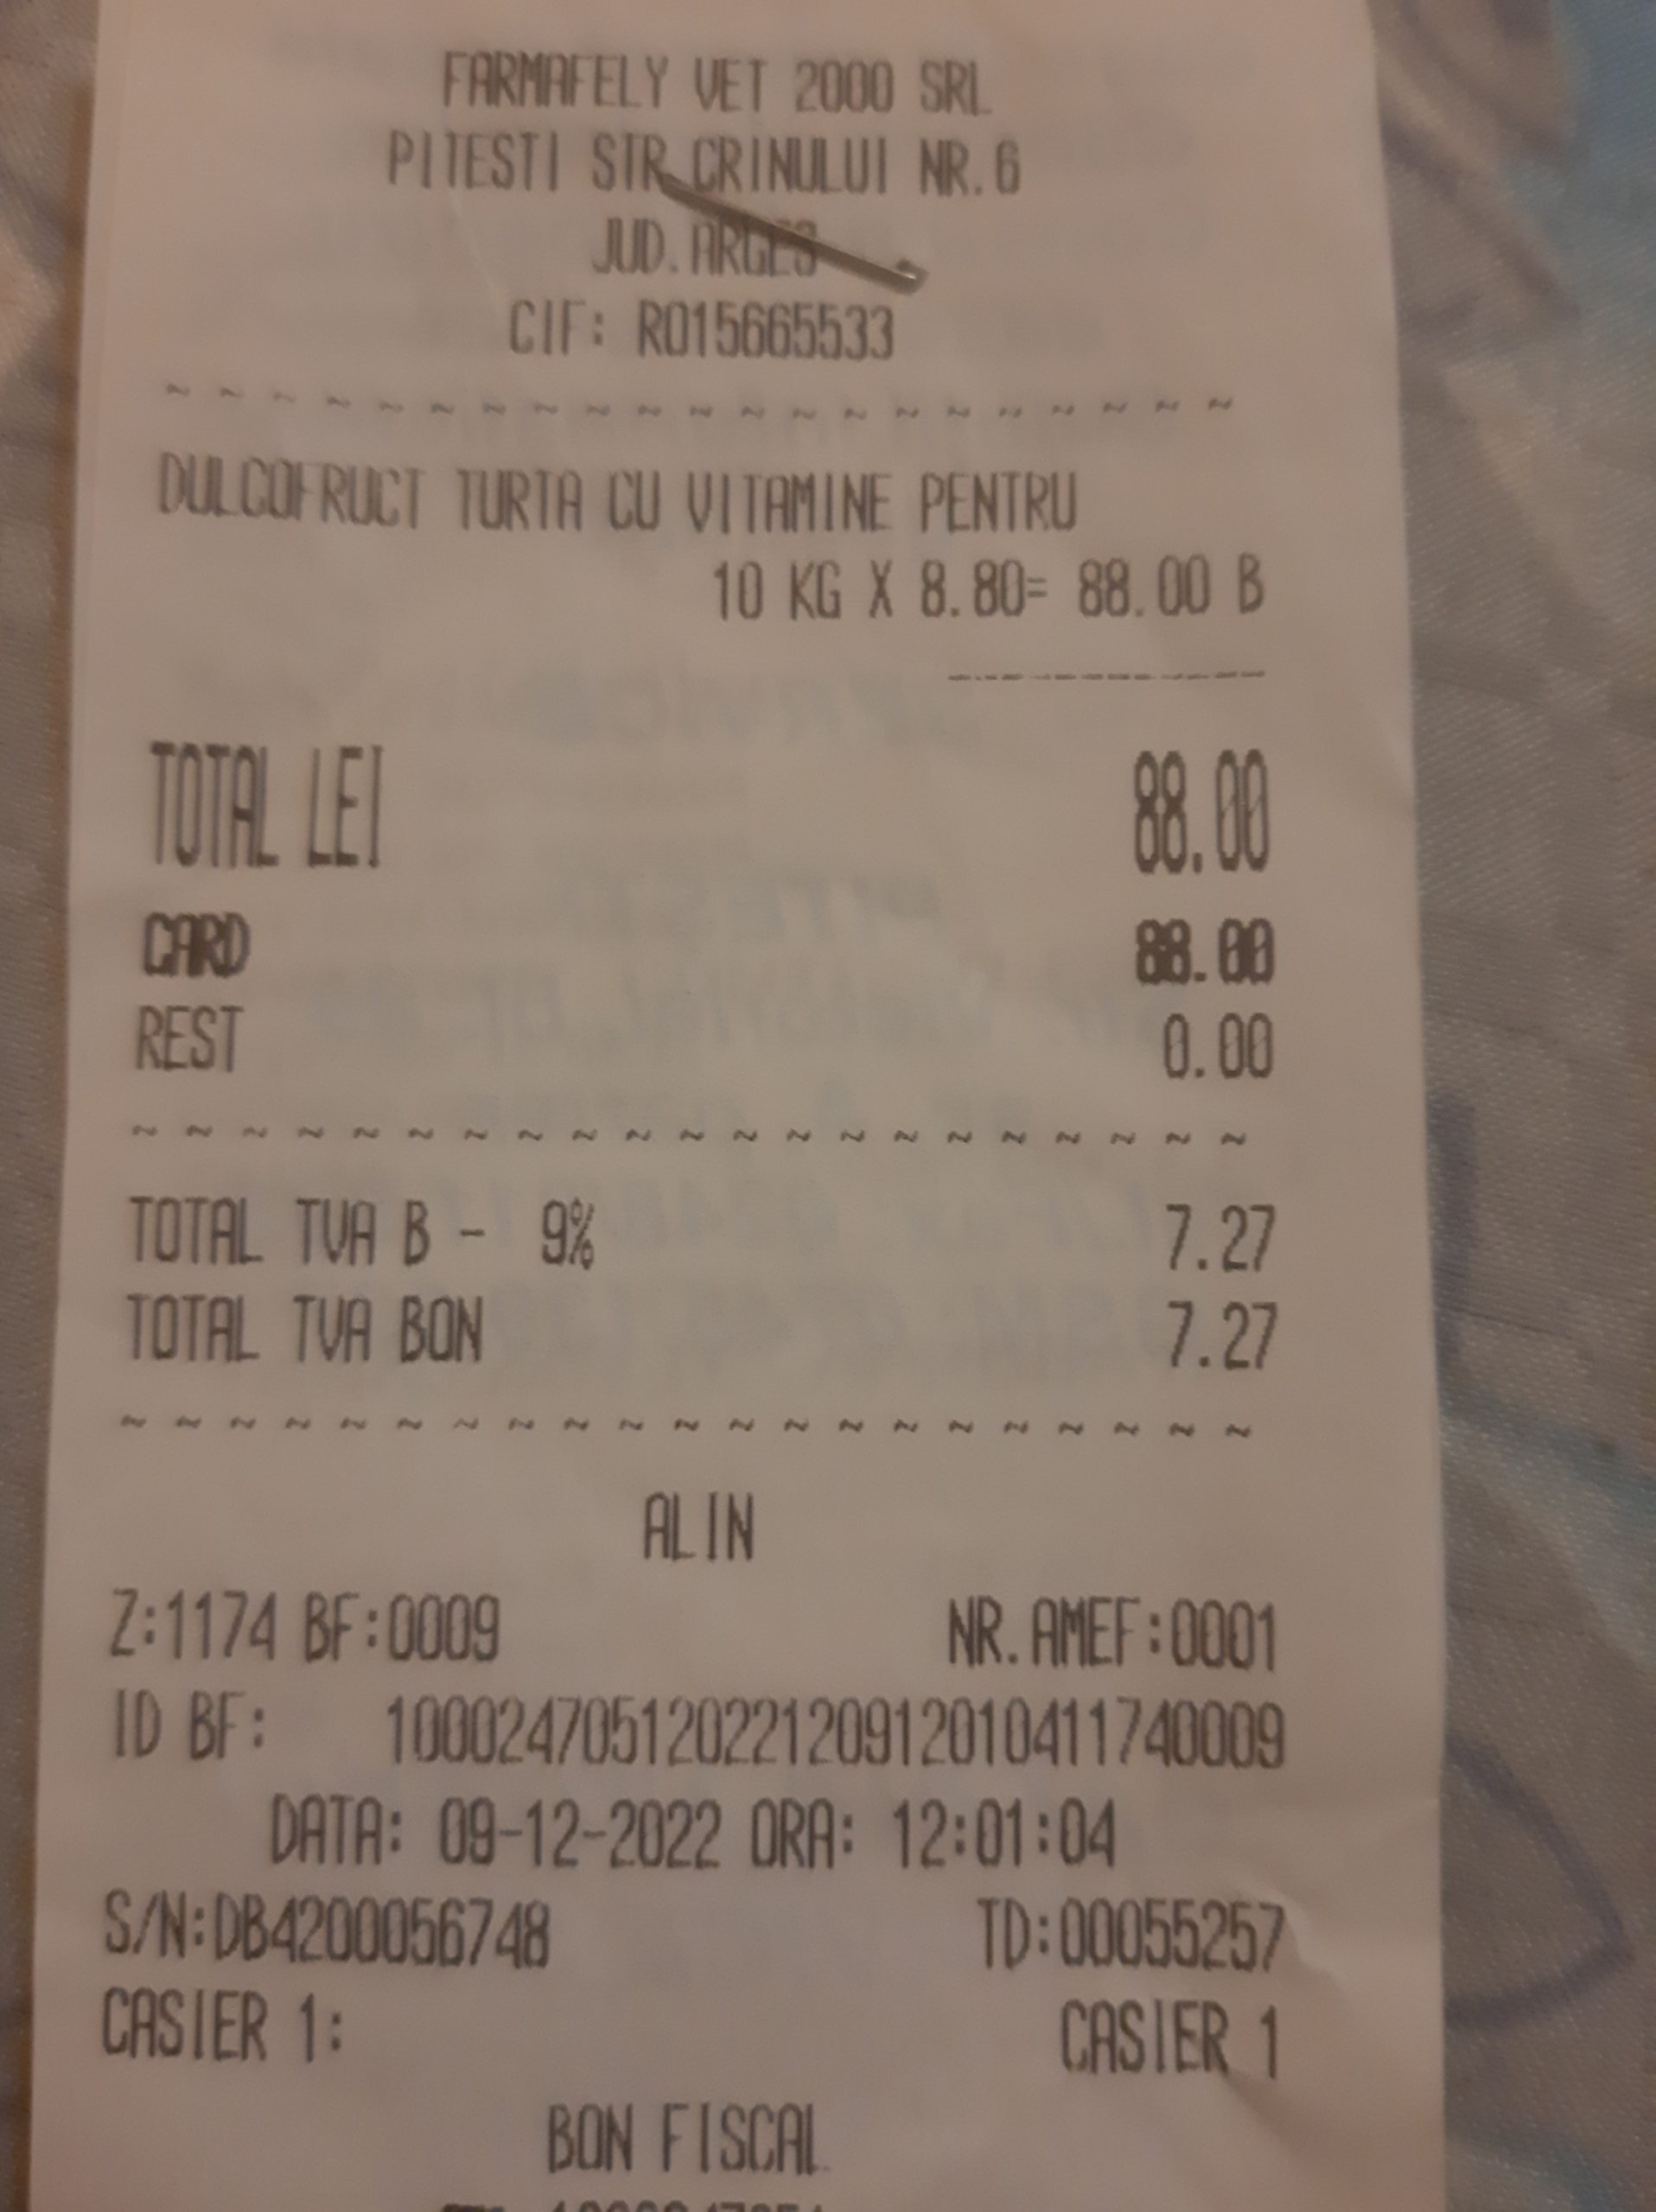 FARMAFELY VET 2000 SRL
PITESTI STR.CRINULUI NR.6
JUD.ARGES
CIF: RO15665533
~ ~ ~ ~ ~ ~ ~ ~ ~ ~ ~ ~ ~ ~ ~ ~ ~ ~ ~ ~ ~
DULCOFRUCT TURTA CU VITAMINE PENTRU
10 KG X 8.80= 88.00 B
------------
TOTAL LEI 88.00
CARD 88.00
REST 0.00
~ ~ ~ ~ ~ ~ ~ ~ ~ ~ ~ ~ ~ ~ ~ ~ ~ ~ ~ ~ ~
TOTAL TVA B - 9% 7.27
TOTAL TVA BON 7.27
~ ~ ~ ~ ~ ~ ~ ~ ~ ~ ~ ~ ~ ~ ~ ~ ~ ~ ~ ~ ~
ALIN
Z:1174 BF:0009 NR.AMEF:0001
ID BF: 10002470512022120912010411740009
DATA: 09-12-2022 ORA: 12:01:04
S/N:DB4200056748 TD:00055257
CASIER 1: CASIER 1
BON FISCAL